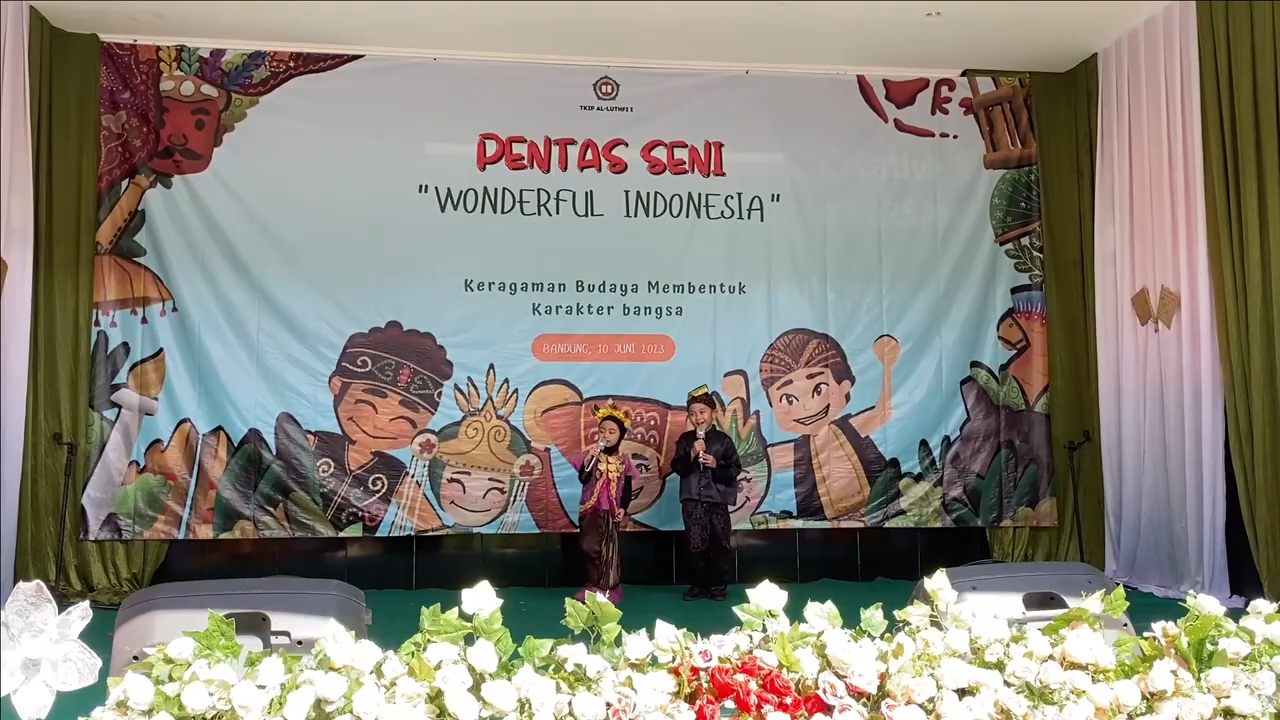 TKIP AL-LUTHFI I
PENTAS SENI
"WONDERFUL INDONESIA"
Keragaman Budaya Membentuk
Karakter bangsa
BANDUNG, 10 JUNI 2023